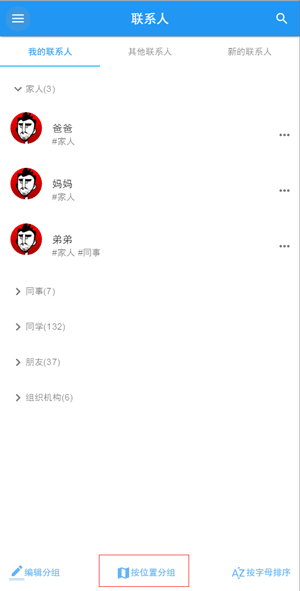 联系人
我的联系人 其他联系人 新的联系人
家人(3)
爸爸
#家人
妈妈
#家人
弟弟
#家人 #同事
同事(7)
同学(132)
朋友(37)
组织机构(6)
编辑分组 按位置分组 AZ按字母排序